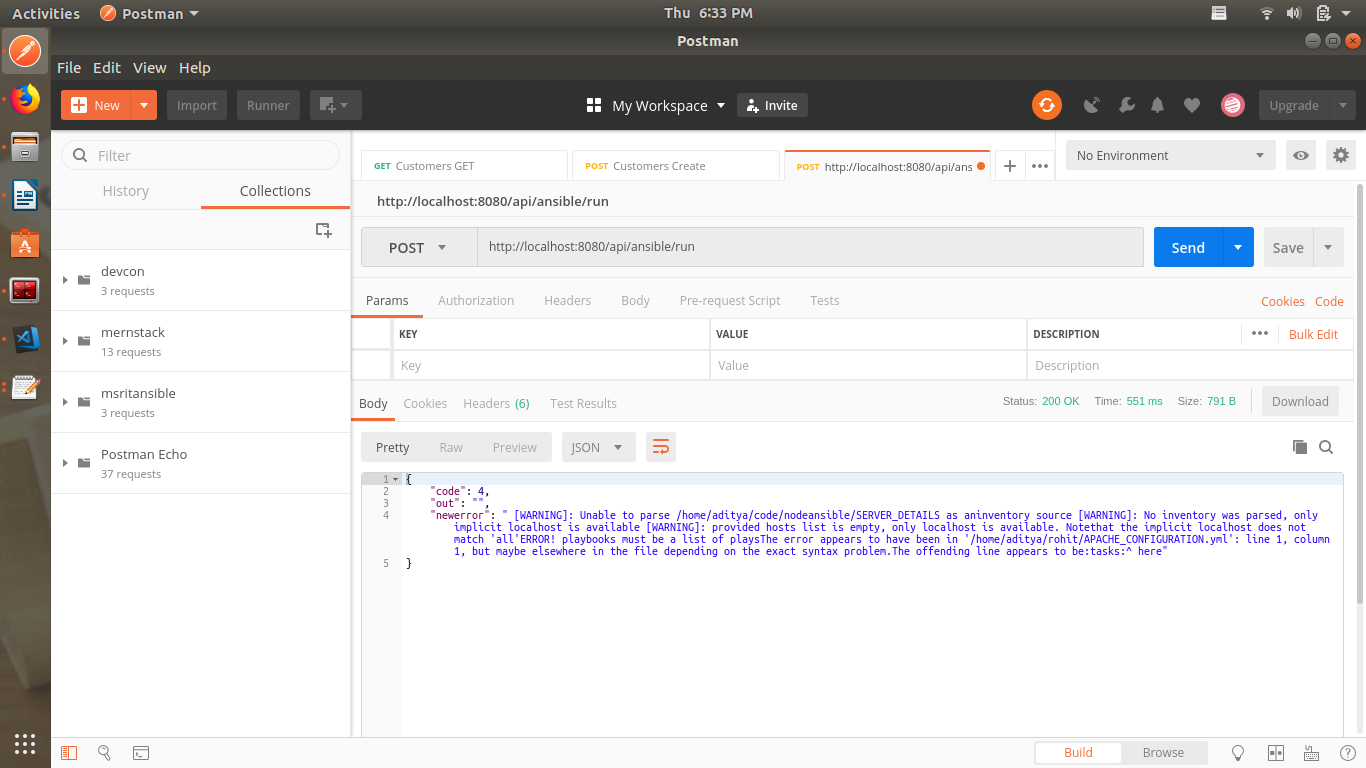 Activities
Postman
Thu 6:33 PM
Postman
File Edit View Help
New
Import
Runner
My Workspace
Invite
Upgrade
Filter
History
Collections
devcon
3 requests
mernstack
13 requests
msritansible
3 requests
Postman Echo
37 requests
GET Customers GET
POST Customers Create
POST http://localhost:8080/api/ans
No Environment
http://localhost:8080/api/ansible/run
POST
http://localhost:8080/api/ansible/run
Send
Save
Params Authorization Headers Body Pre-request Script Tests
Cookies Code
KEY VALUE DESCRIPTION
Bulk Edit
Key Value Description
Body Cookies Headers (6) Test Results
Status: 200 OK Time: 551 ms Size: 791 B
Download
Pretty Raw Preview
JSON
1 {
2 "code": 4,
3 "out": "",
4 "newerror": " [WARNING]: Unable to parse /home/aditya/code/nodeansible/SERVER_DETAILS as aninventory source [WARNING]: No inventory was parsed, only
implicit localhost is available [WARNING]: provided hosts list is empty, only localhost is available. Notethat the implicit localhost does not
match 'all'ERROR! playbooks must be a list of playsThe error appears to have been in '/home/aditya/rohit/APACHE_CONFIGURATION.yml': line 1, column
1, but maybe elsewhere in the file depending on the exact syntax problem.The offending line appears to be:tasks:^ here"
5 }
Build
Browse